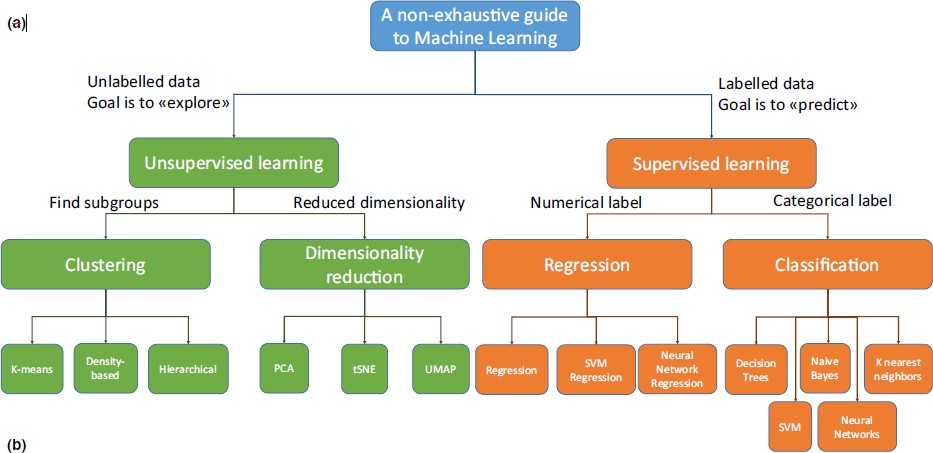 (a)
A non-exhaustive guide
to Machine Learning
Unlabelled data
Goal is to «explore»
Labelled data
Goal is to «predict»
Unsupervised learning
Supervised learning
Find subgroups
Reduced dimensionality
Numerical label
Categorical label
Clustering
Dimensionality
reduction
Regression
Classification
K-means
Density-
based
Hierarchical
PCA
tSNE
UMAP
Regression
SVM
Regression
Neural
Network
Regression
Decision
Trees
Naïve
Bayes
K nearest
neighbors
SVM
Neural
Networks
(b)